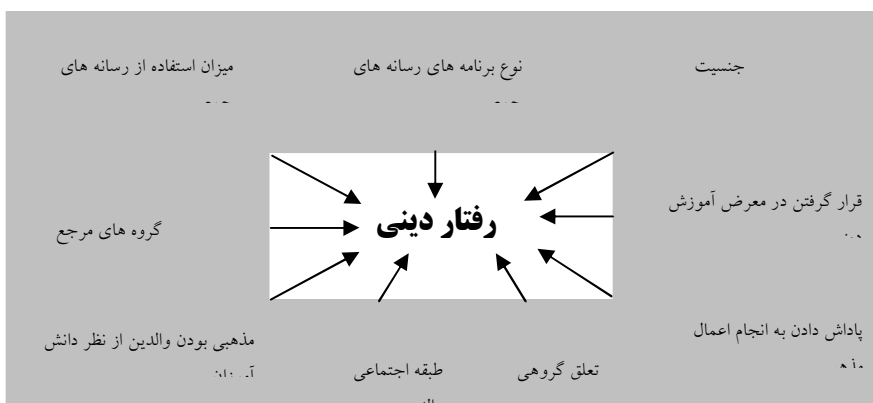 جنسیت
نوع برنامه های رسانه های
میزان استفاده از رسانه های
قرار گرفتن در معرض آموزش
رفتار دینی
گروه های مرجع
پاداش دادن به انجام اعمال
تعلق گروهی
طبقه اجتماعی
مذهبی بودن والدین از نظر دانش